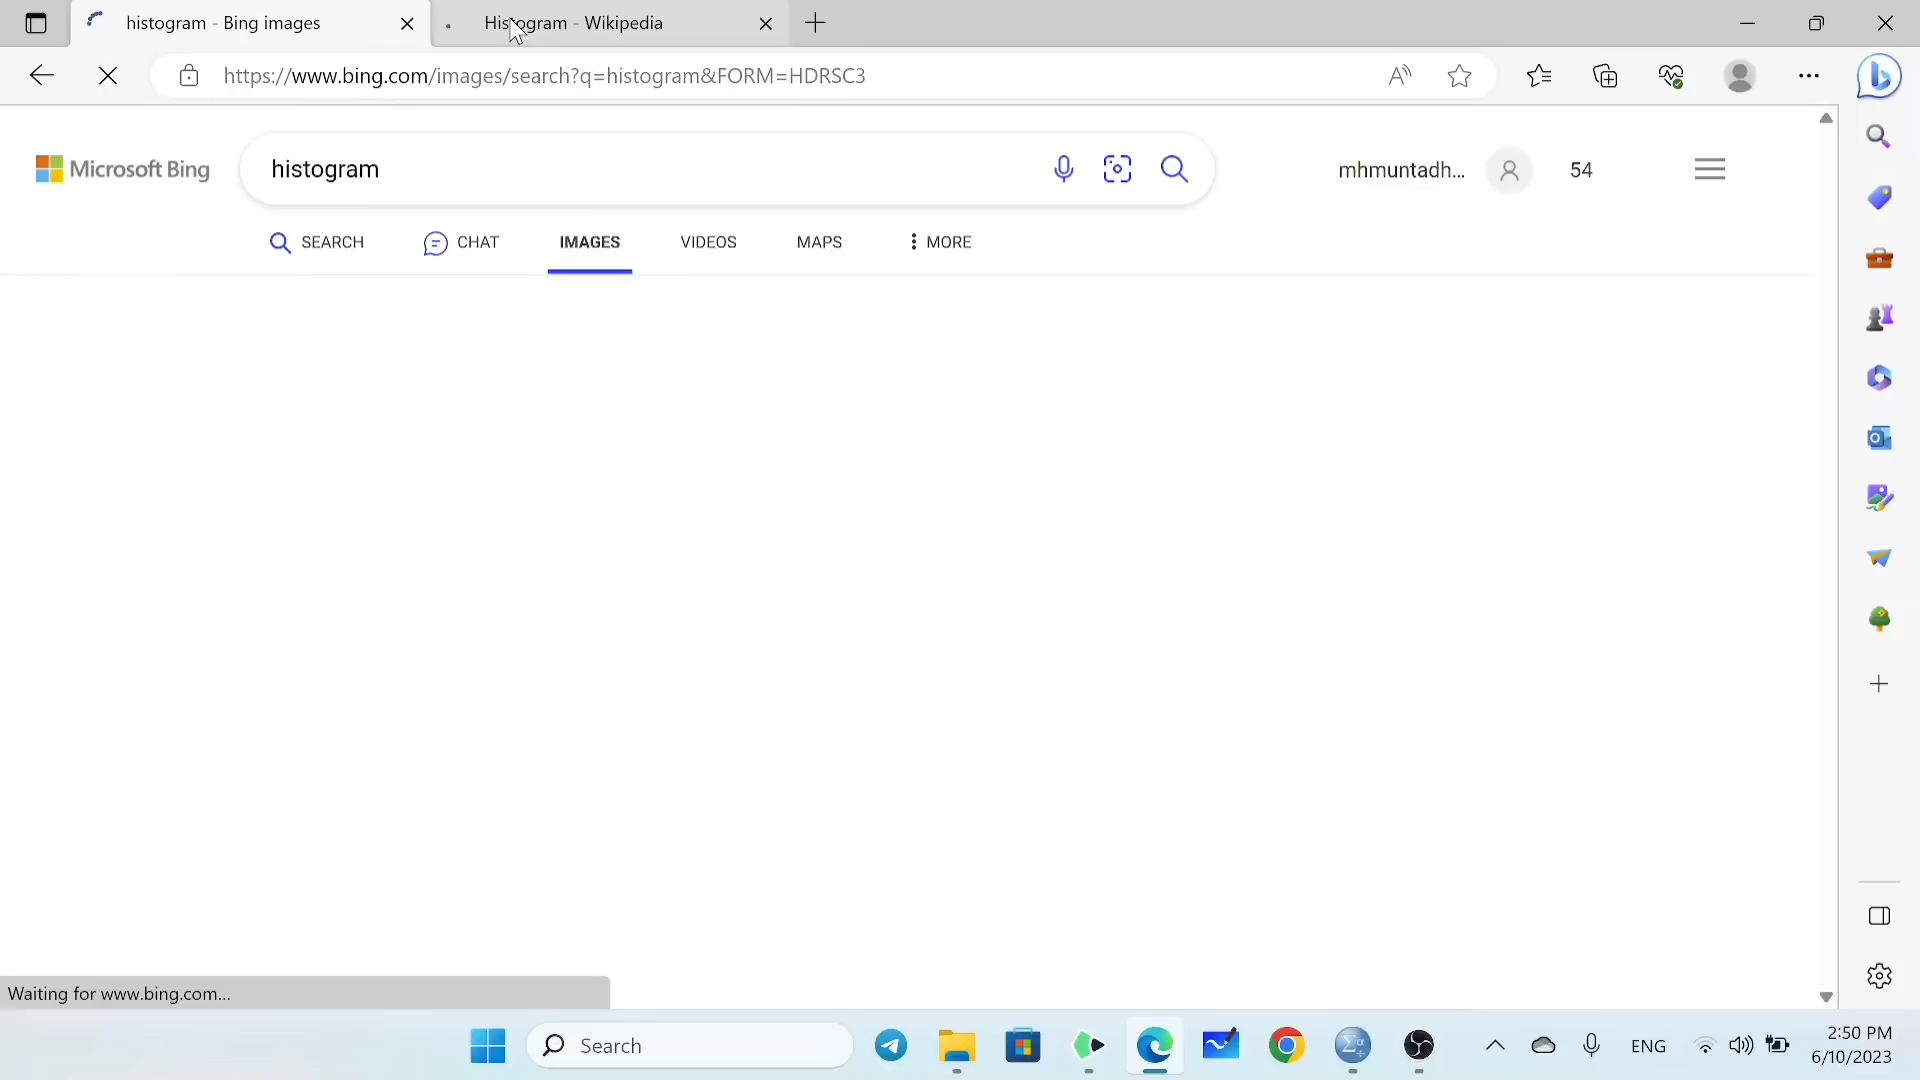 histogram - Bing images
Histogram - Wikipedia
https://www.bing.com/images/search?q=histogram&FORM=HDRSC3
Microsoft Bing
histogram
mhmuntadh...
54
SEARCH
CHAT
IMAGES
VIDEOS
MAPS
MORE
Waiting for www.bing.com...
Search
ENG
2:50 PM
6/10/2023